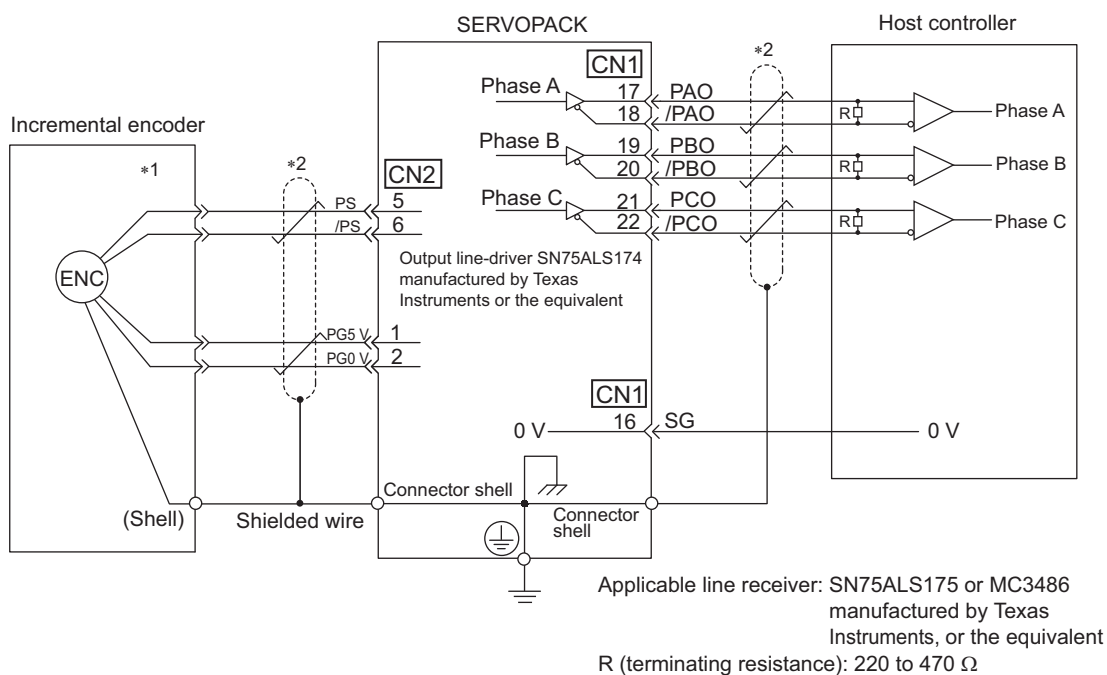 SERVOPACK
Host controller
Incremental encoder
*1
*2
ENC
PS
/PS
PG5 V
PG0 V
CN2
5
6
1
2
(Shell)
Shielded wire
Phase A
Phase B
Phase C
CN1
17
18
19
20
21
22
Output line-driver SN75ALS174
manufactured by Texas
Instruments or the equivalent
CN1
0 V
16
SG
0 V
Connector shell
Connector
shell
*2
PAO
/PAO
PBO
/PBO
PCO
/PCO
R
R
R
Phase A
Phase B
Phase C
Applicable line receiver: SN75ALS175 or MC3486
manufactured by Texas
Instruments, or the equivalent
R (terminating resistance): 220 to 470 Ω